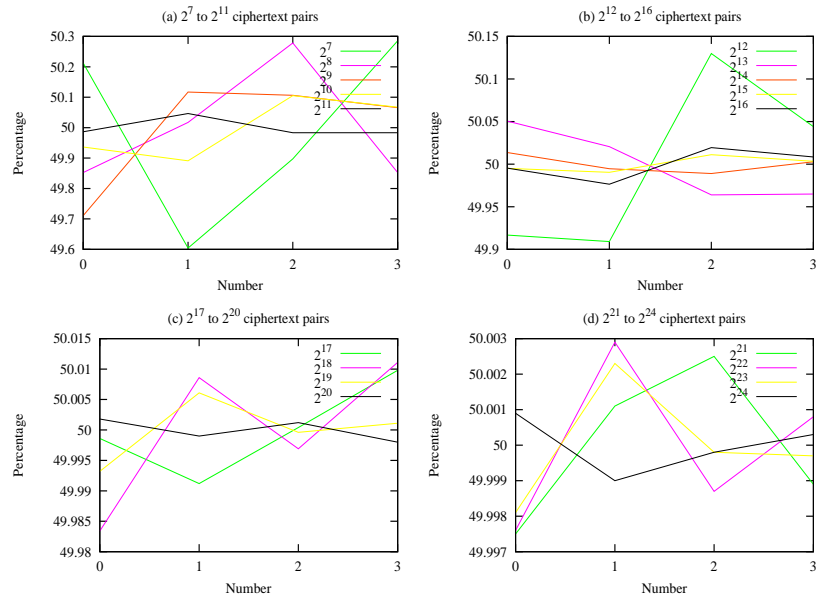 (a) 2^7 to 2^11 ciphertext pairs
50.3
50.2
50.1
50
49.9
49.8
49.7
49.6
Percentage
0 1 2 3
Number
2^7
2^8
2^9
2^10
2^11
(b) 2^12 to 2^16 ciphertext pairs
50.15
50.1
50.05
50
49.95
49.9
Percentage
0 1 2 3
Number
2^12
2^13
2^14
2^15
2^16
(c) 2^17 to 2^20 ciphertext pairs
50.015
50.01
50.005
50
49.995
49.99
49.985
49.98
Percentage
0 1 2 3
Number
2^17
2^18
2^19
2^20
(d) 2^21 to 2^24 ciphertext pairs
50.003
50.002
50.001
50
49.999
49.998
49.997
Percentage
0 1 2 3
Number
2^21
2^22
2^23
2^24